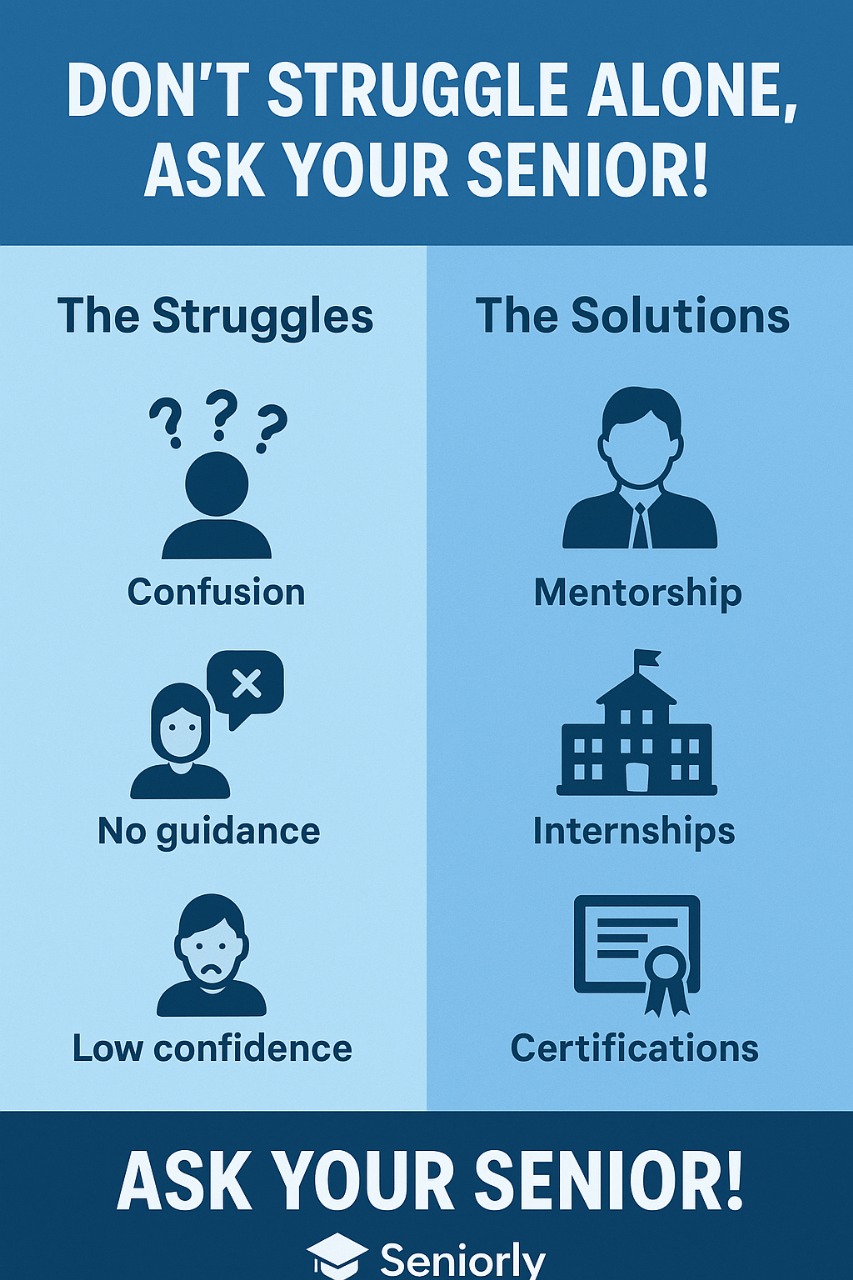 DON'T STRUGGLE ALONE,
ASK YOUR SENIOR!
The Struggles
? ? ?
Confusion
No guidance
Low confidence
The Solutions
Mentorship
Internships
Certifications
ASK YOUR SENIOR!
Seniorly